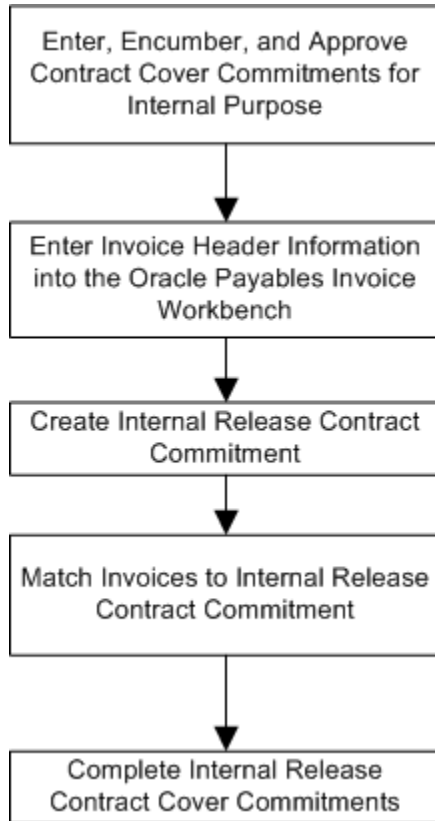 Enter, Encumber, and Approve
Contract Cover Commitments for
Internal Purpose
Enter Invoice Header Information
into the Oracle Payables Invoice
Workbench
Create Internal Release Contract
Commitment
Match Invoices to Internal Release
Contract Commitment
Complete Internal Release
Contract Cover Commitments